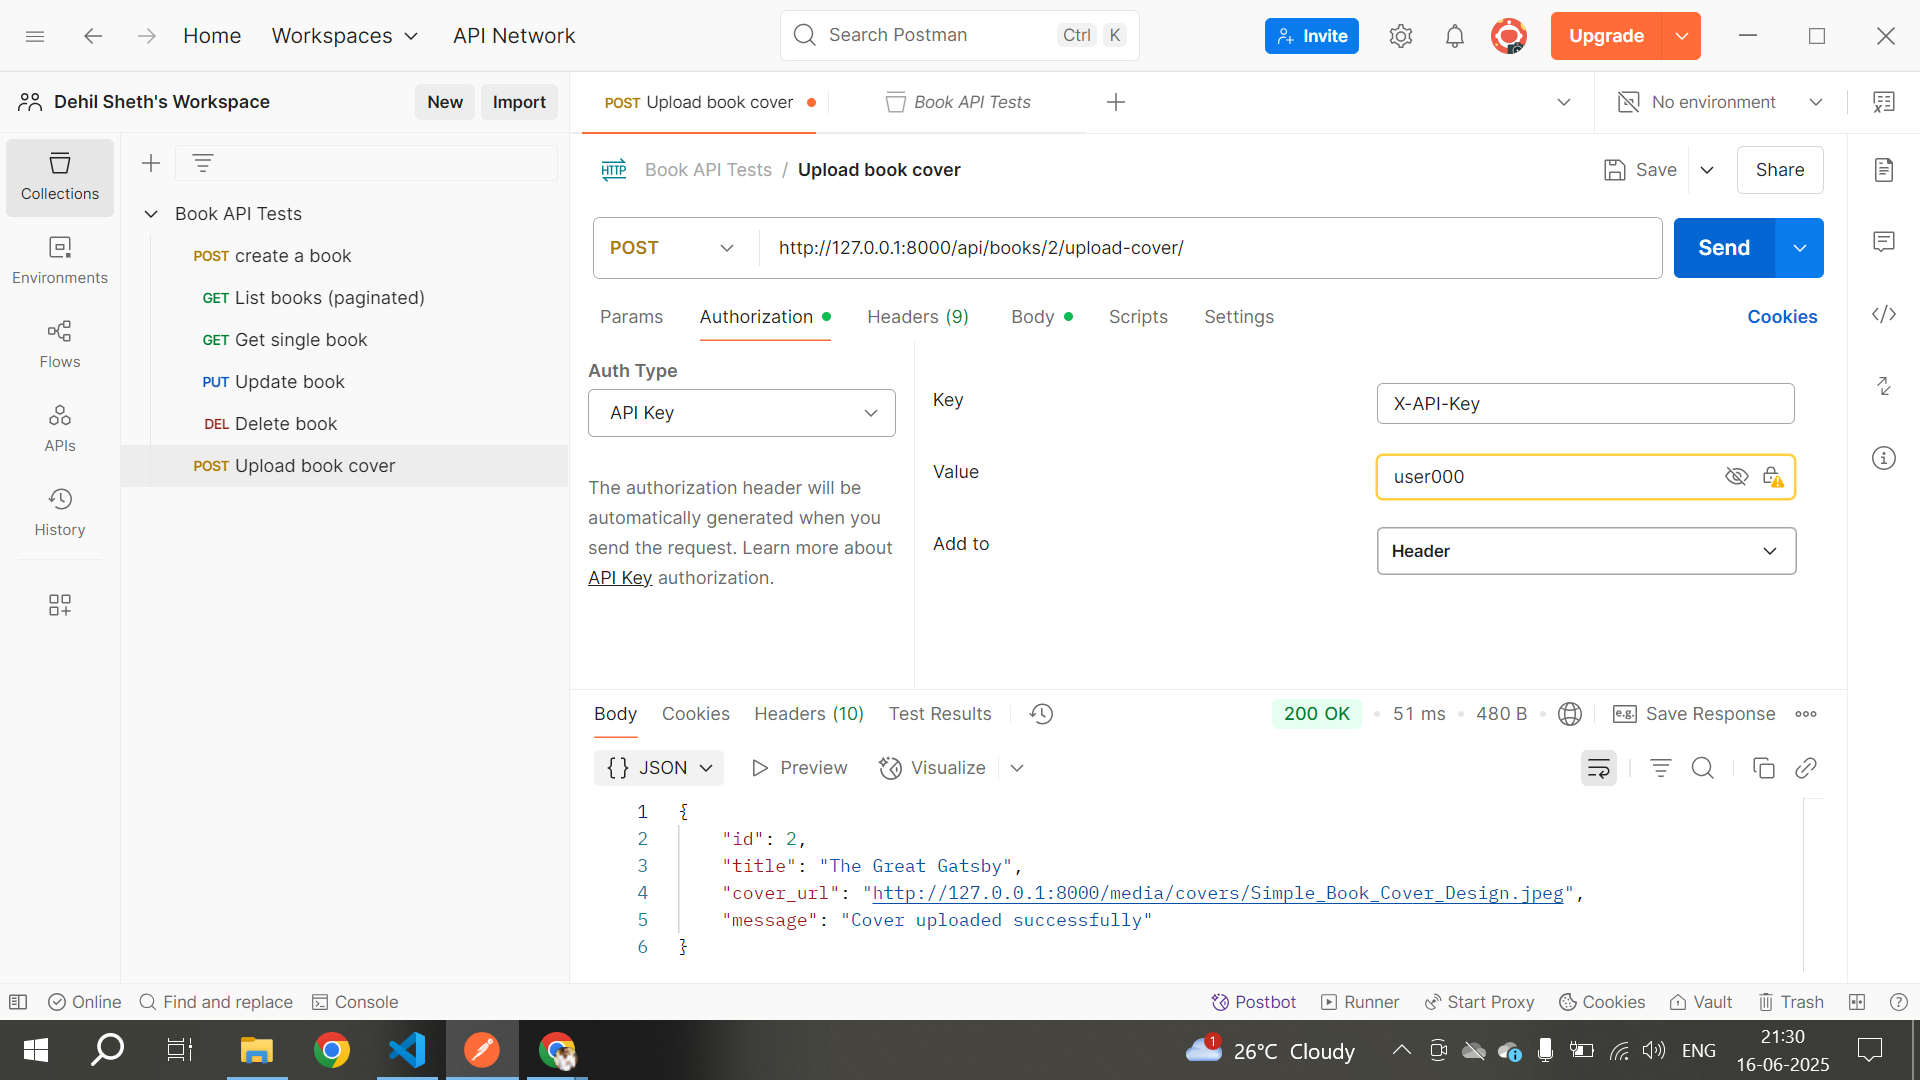 Home
Workspaces
API Network
Search Postman
Ctrl K
Invite
Upgrade
Dehil Sheth's Workspace
New
Import
POST Upload book cover
Book API Tests
No environment
Collections
Environments
Flows
APIs
History
Book API Tests
POST create a book
GET List books (paginated)
GET Get single book
PUT Update book
DEL Delete book
POST Upload book cover
HTTP Book API Tests / Upload book cover
Save
Share
POST
http://127.0.0.1:8000/api/books/2/upload-cover/
Send
Params
Authorization
Headers (9)
Body
Scripts
Settings
Cookies
Auth Type
API Key
The authorization header will be
automatically generated when you
send the request. Learn more about
API Key authorization.
Key
X-API-Key
Value
user000
Add to
Header
Body
Cookies
Headers (10)
Test Results
200 OK
51 ms
480 B
e.g. Save Response
{} JSON
Preview
Visualize
1 {
2 "id": 2,
3 "title": "The Great Gatsby",
4 "cover_url": "http://127.0.0.1:8000/media/covers/Simple_Book_Cover_Design.jpeg",
5 "message": "Cover uploaded successfully"
6 }
Online
Find and replace
Console
Postbot
Runner
Start Proxy
Cookies
Vault
Trash
1
26°C Cloudy
ENG
21:30
16-06-2025